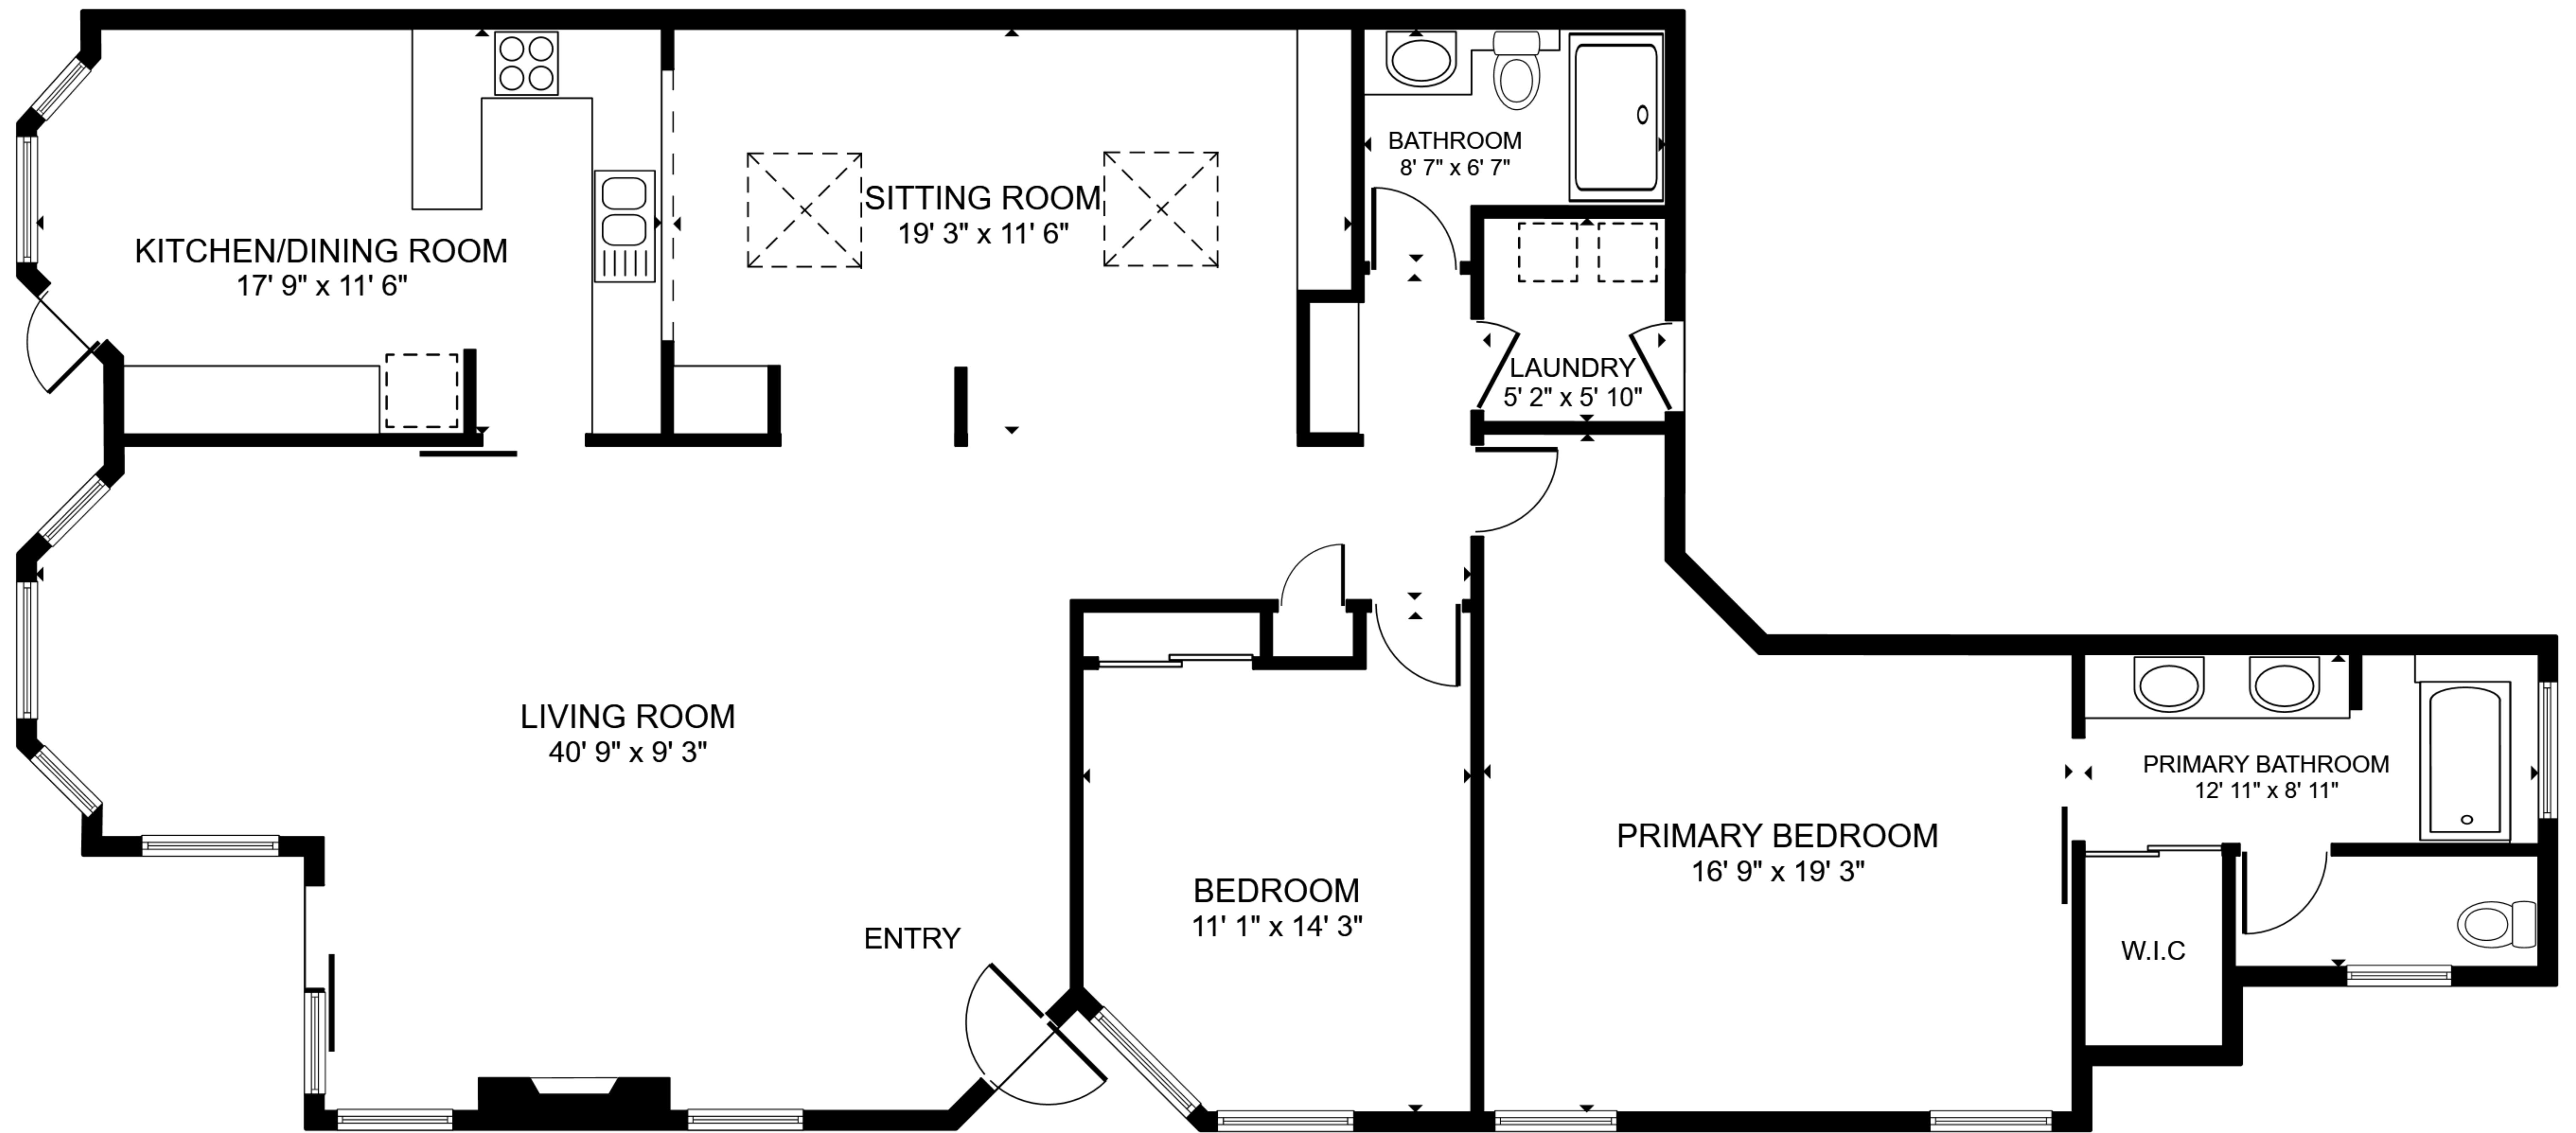 KITCHEN/DINING ROOM
17' 9" x 11' 6"
SITTING ROOM
19' 3" x 11' 6"
BATHROOM
8' 7" x 6' 7"
LAUNDRY
5' 2" x 5' 10"
LIVING ROOM
40' 9" x 9' 3"
ENTRY
BEDROOM
11' 1" x 14' 3"
PRIMARY BEDROOM
16' 9" x 19' 3"
PRIMARY BATHROOM
12' 11" x 8' 11"
W.I.C